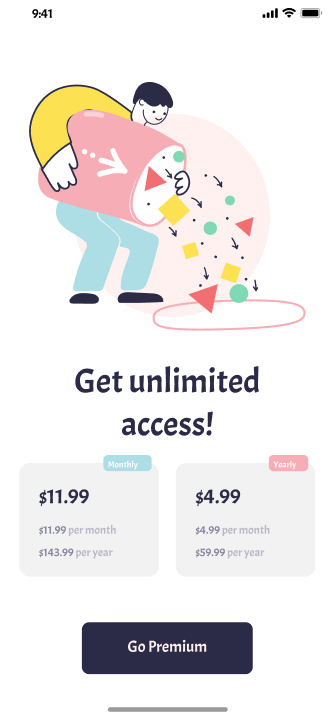 9:41
Get unlimited
access!
Monthly
$11.99
$11.99 per month
$143.99 per year
Yearly
$4.99
$4.99 per month
$59.99 per year
Go Premium